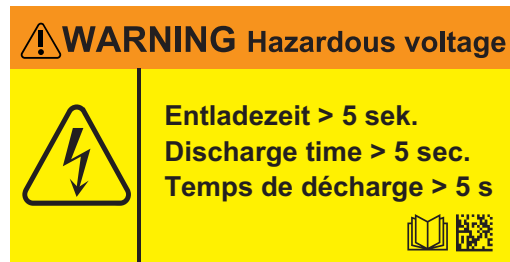 WARNING Hazardous voltage
Entladezeit > 5 sek.
Discharge time > 5 sec.
Temps de décharge > 5 s